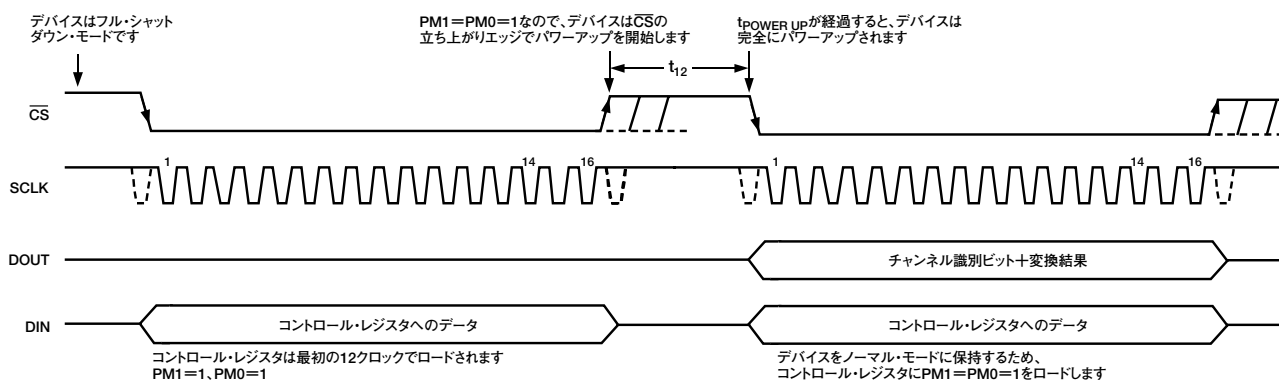 デバイスはフル・シャット
ダウン・モードです
PM1=PM0=1なので、デバイスはCSの
立ち上がりエッジでパワーアップを開始します
tPOWER UPが経過すると、デバイスは
完全にパワーアップされます
t12
CS
SCLK
1
14
16
1
14
16
DOUT
チャンネル識別ビット+変換結果
DIN
コントロール・レジスタへのデータ
コントロール・レジスタへのデータ
コントロール・レジスタは最初の12クロックでロードされます
PM1=1、PM0=1
デバイスをノーマル・モードに保持するため、
コントロール・レジスタにPM1=PM0=1をロードします